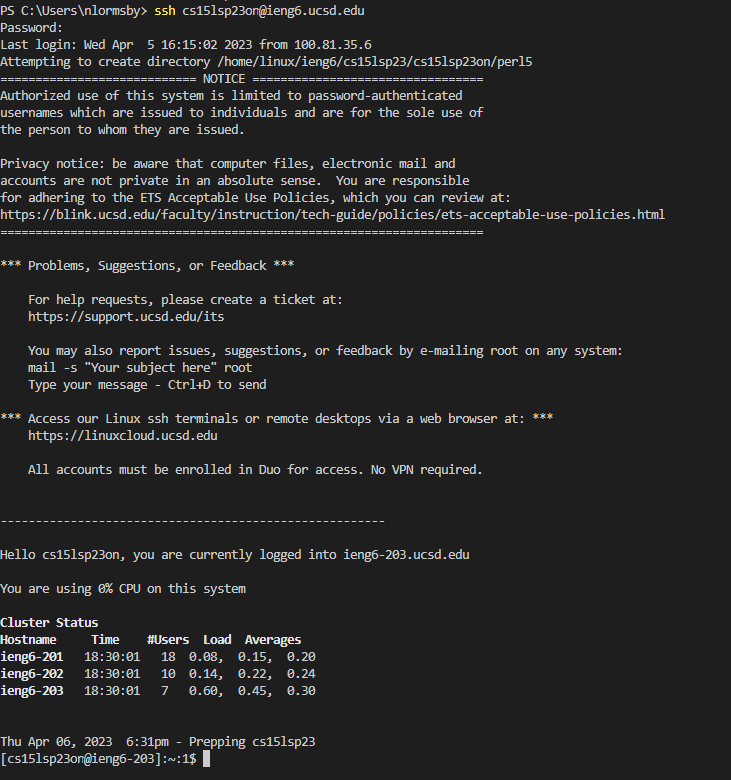 PS C:\Users\nlormsby> ssh cs15lsp23on@ieng6.ucsd.edu
Password:
Last login: Wed Apr  5 16:15:02 2023 from 100.81.35.6
Attempting to create directory /home/linux/ieng6/cs15lsp23/cs15lsp23on/perl5
============================ NOTICE =================================
Authorized use of this system is limited to password-authenticated
usernames which are issued to individuals and are for the sole use of
the person to whom they are issued.

Privacy notice: be aware that computer files, electronic mail and
accounts are not private in an absolute sense.  You are responsible
for adhering to the ETS Acceptable Use Policies, which you can review at:
https://blink.ucsd.edu/faculty/instruction/tech-guide/policies/ets-acceptable-use-policies.html
=====================================================================

*** Problems, Suggestions, or Feedback ***

    For help requests, please create a ticket at:
    https://support.ucsd.edu/its

    You may also report issues, suggestions, or feedback by e-mailing root on any system:
    mail -s "Your subject here" root
    Type your message - Ctrl+D to send

*** Access our Linux ssh terminals or remote desktops via a web browser at: ***
    https://linuxcloud.ucsd.edu

    All accounts must be enrolled in Duo for access. No VPN required.


-------------------------------------------------------

Hello cs15lsp23on, you are currently logged into ieng6-203.ucsd.edu

You are using 0% CPU on this system

Cluster Status
Hostname     Time    #Users  Load  Averages
ieng6-201   18:30:01   18  0.08,  0.15,  0.20
ieng6-202   18:30:01   10  0.14,  0.22,  0.24
ieng6-203   18:30:01   7   0.60,  0.45,  0.30


Thu Apr 06, 2023  6:31pm - Prepping cs15lsp23
[cs15lsp23on@ieng6-203]:~:1$